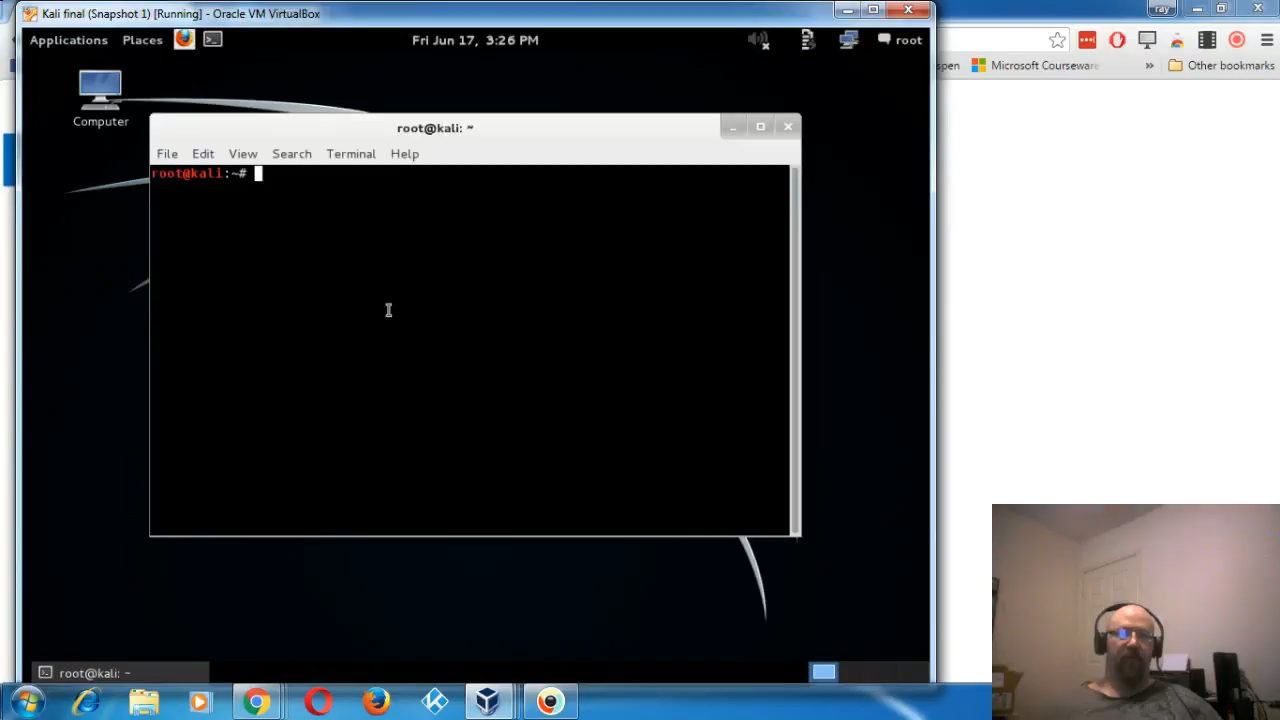 Kali final (Snapshot 1) [Running] - Oracle VM VirtualBox
ray
Applications Places Fri Jun 17, 3:26 PM root
spen Microsoft Courseware » Other bookmarks
Computer
root@kali: ~
File Edit View Search Terminal Help
root@kali:~#
root@kali: ~